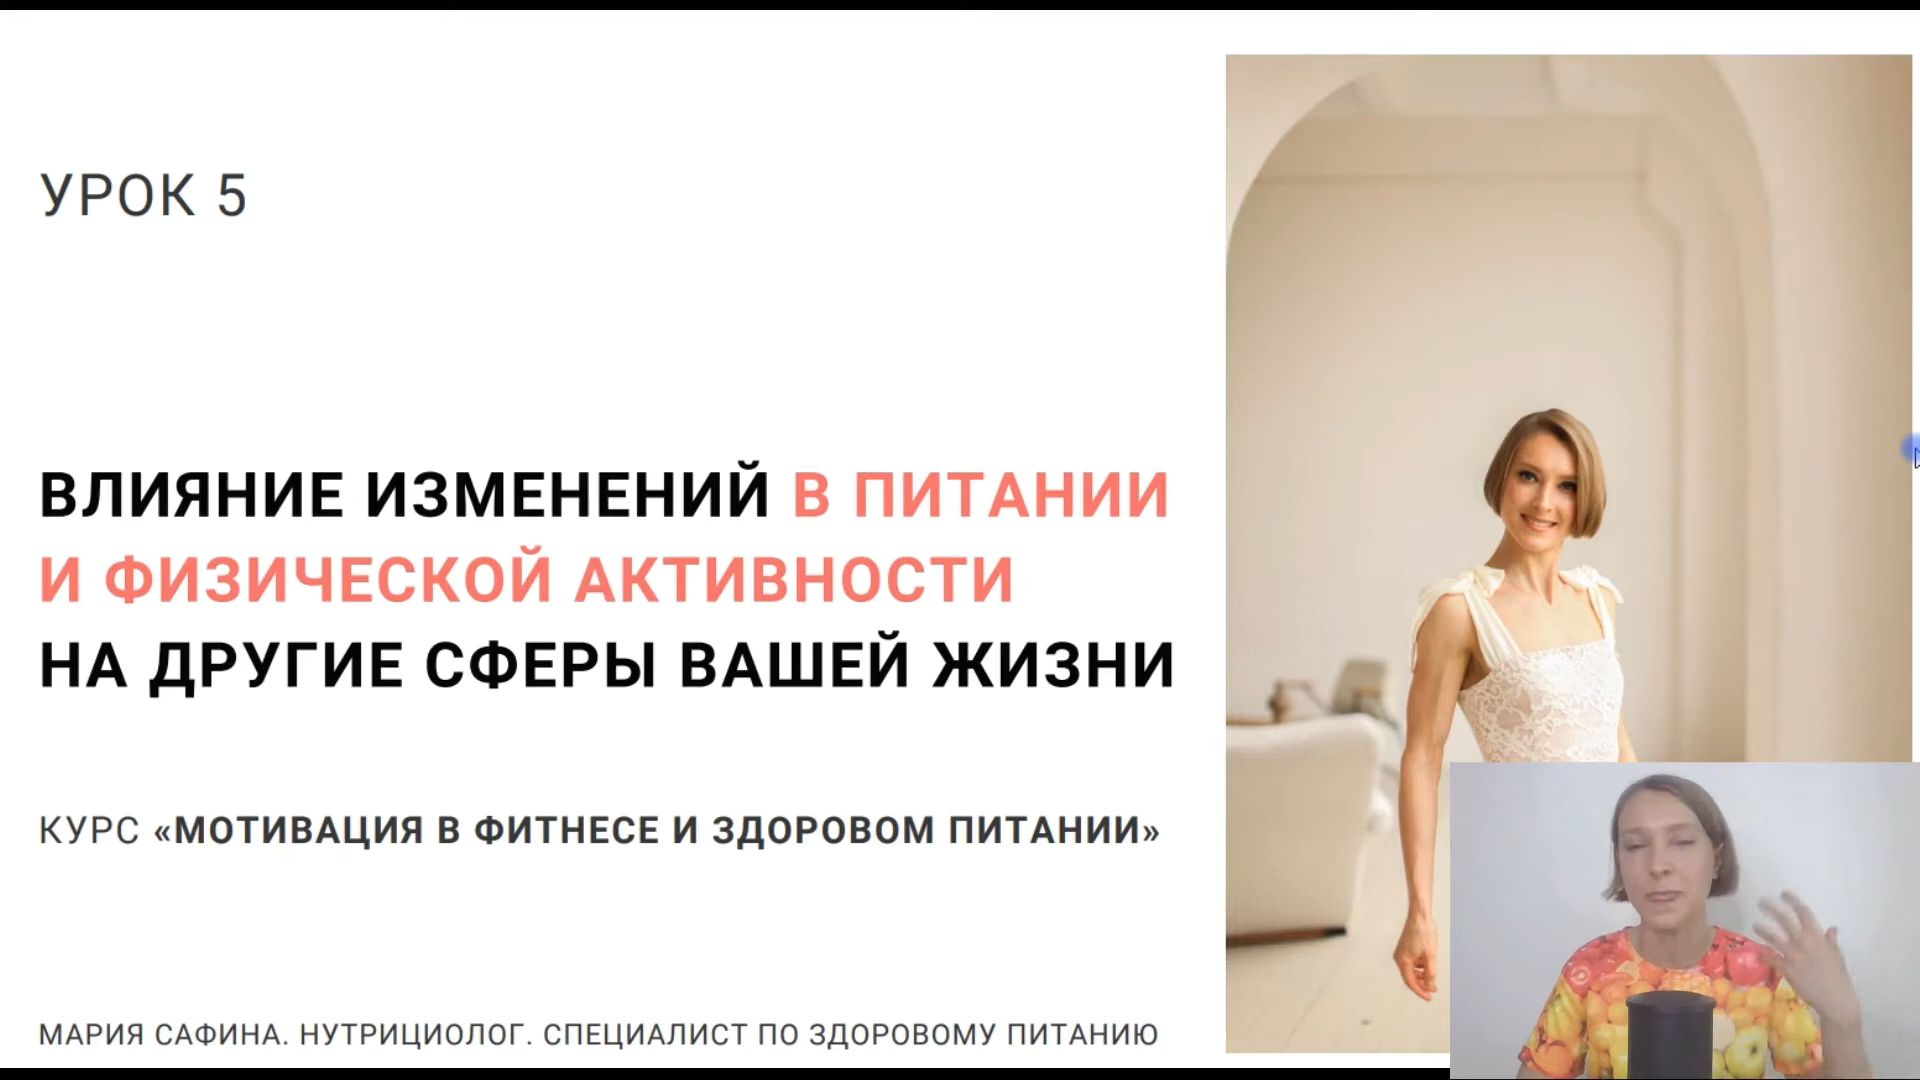 УРОК 5
ВЛИЯНИЕ ИЗМЕНЕНИЙ В ПИТАНИИ
И ФИЗИЧЕСКОЙ АКТИВНОСТИ
НА ДРУГИЕ СФЕРЫ ВАШЕЙ ЖИЗНИ
КУРС «МОТИВАЦИЯ В ФИТНЕСЕ И ЗДОРОВОМ ПИТАНИИ»
МАРИЯ САФИНА. НУТРИЦИОЛОГ. СПЕЦИАЛИСТ ПО ЗДОРОВОМУ ПИТАНИЮ